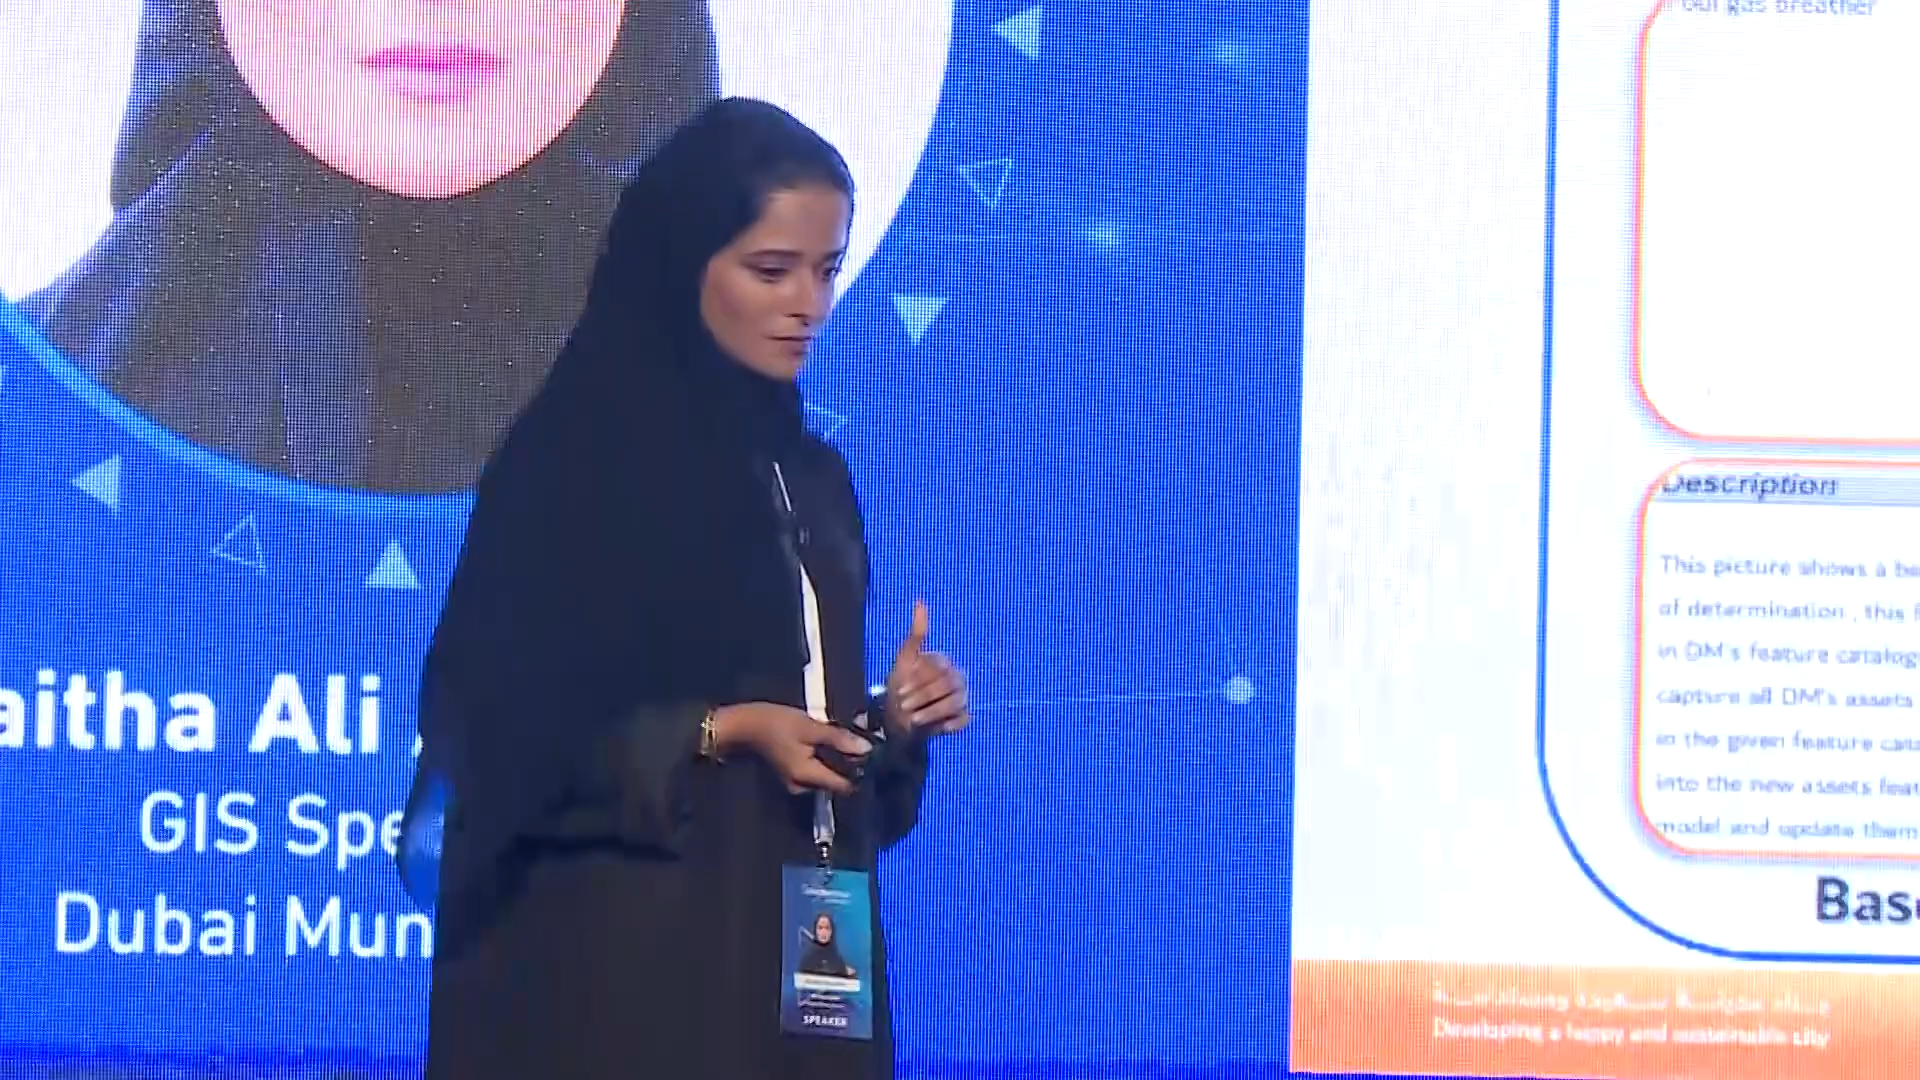 aitha Ali
GIS Spe
Dubai Mun
SPEAKER
gas breather
Description
This picture shows a
of determination , this
in DM's feature catalog
capture all DM's assets
in the given feature
into the new assets
model and update them
Bas
Developing a happy and sustainable city